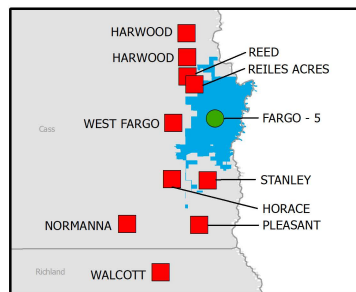 HARWOOD
HARWOOD
REED
REILES ACRES
Cass
WEST FARGO
FARGO - 5
STANLEY
HORACE
NORMANNA
PLEASANT
Richland
WALCOTT